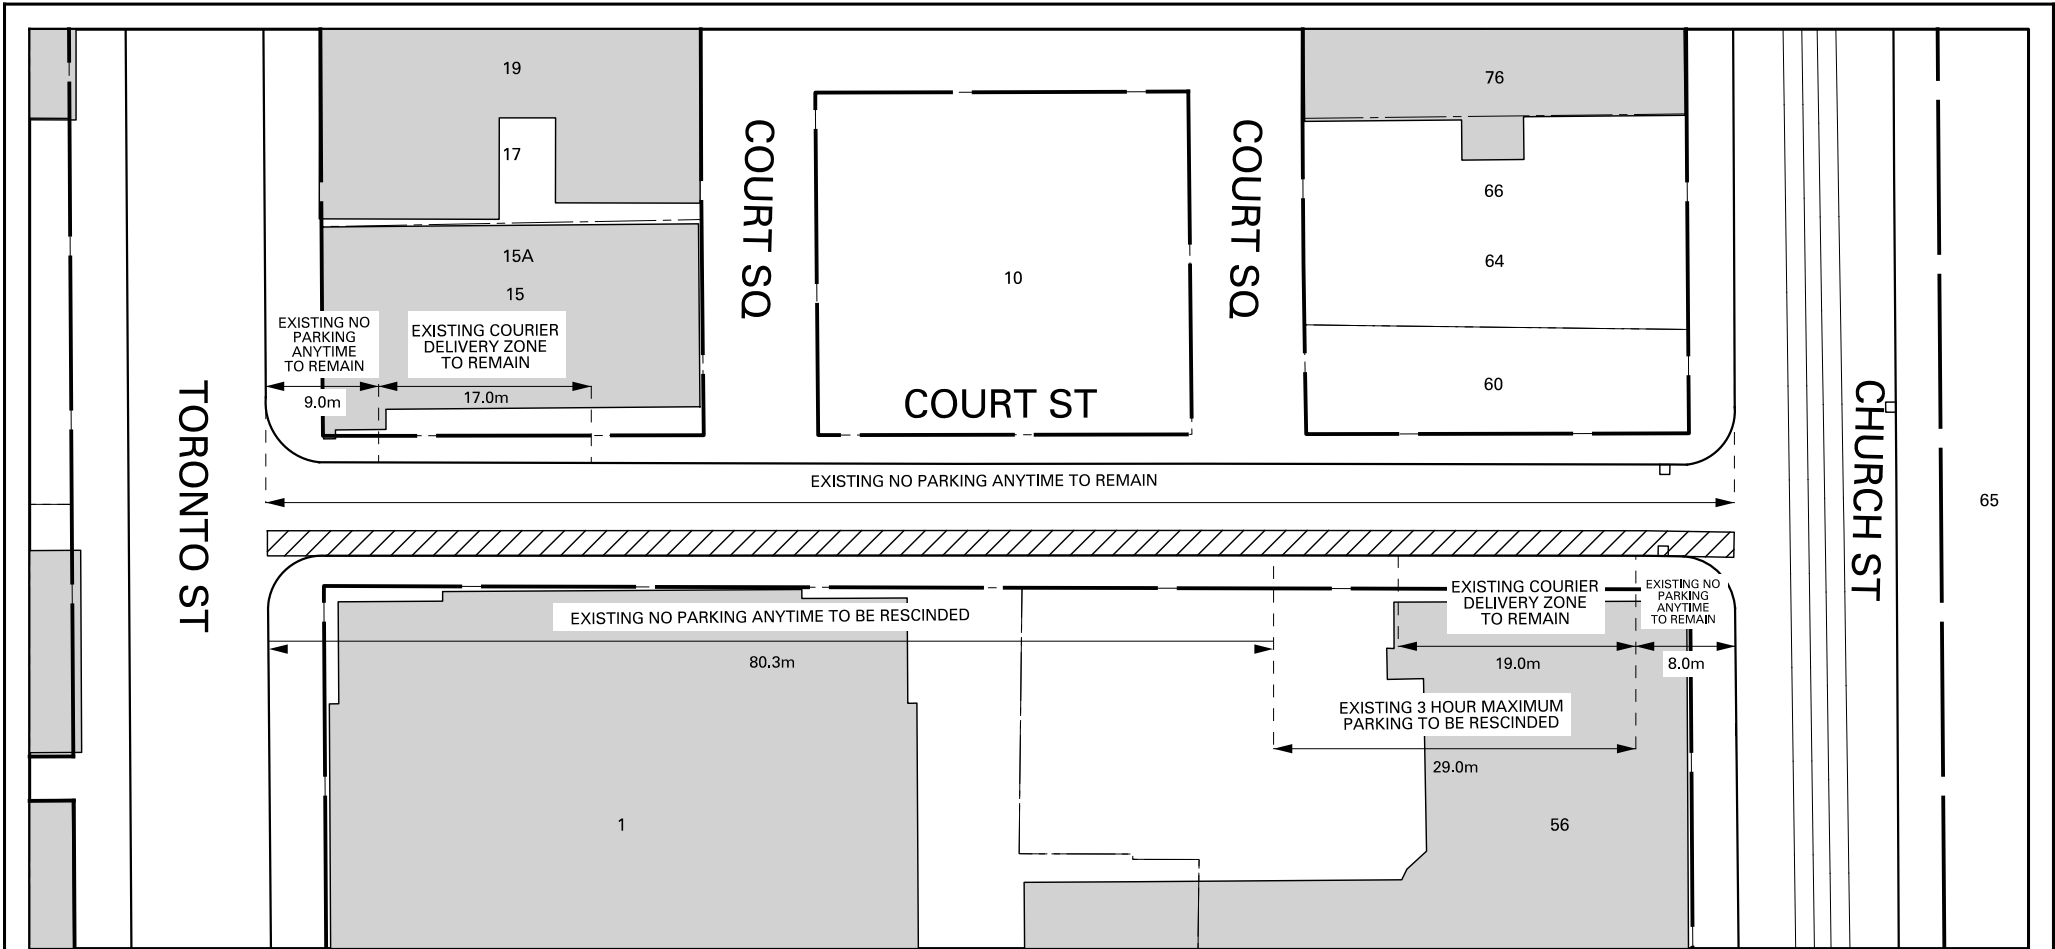 19
76
17
COURT SQ
COURT SQ
66
15A
64
10
15
EXISTING NO
PARKING
ANYTIME
TO REMAIN
EXISTING COURIER
DELIVERY ZONE
TO REMAIN
9.0m
17.0m
COURT ST
60
TORONTO ST
CHURCH ST
EXISTING NO PARKING ANYTIME TO REMAIN
65
EXISTING NO PARKING ANYTIME TO BE RESCINDED
80.3m
EXISTING COURIER
DELIVERY ZONE
TO REMAIN
19.0m
EXISTING NO
PARKING
ANYTIME
TO REMAIN
8.0m
EXISTING 3 HOUR MAXIMUM
PARKING TO BE RESCINDED
29.0m
1
56